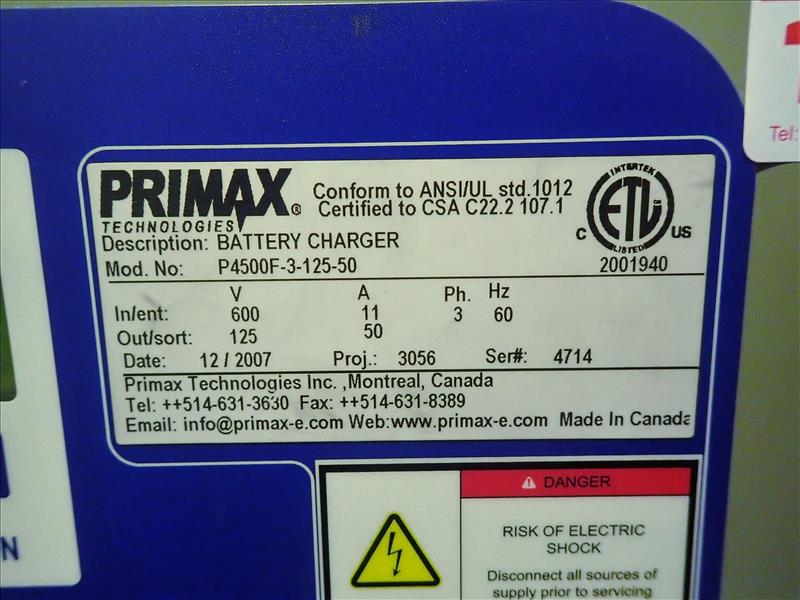 PRIMAX®
TECHNOLOGIES
Conform to ANSI/UL std.1012
Certified to CSA C22.2 107.1
INTERTEK
ETL
LISTED
C US
2001940
Description: BATTERY CHARGER
Mod. No: P4500F-3-125-50
V A Ph. Hz
In/ent: 600 11 3 60
Out/sort: 125 50
Date: 12 / 2007 Proj.: 3056 Ser#: 4714
Primax Technologies Inc. ,Montreal, Canada
Tel: ++514-631-3630 Fax: ++514-631-8389
Email: info@primax-e.com Web:www.primax-e.com Made In Canada
Tel:
N
DANGER
RISK OF ELECTRIC
SHOCK
Disconnect all sources of
supply prior to servicing